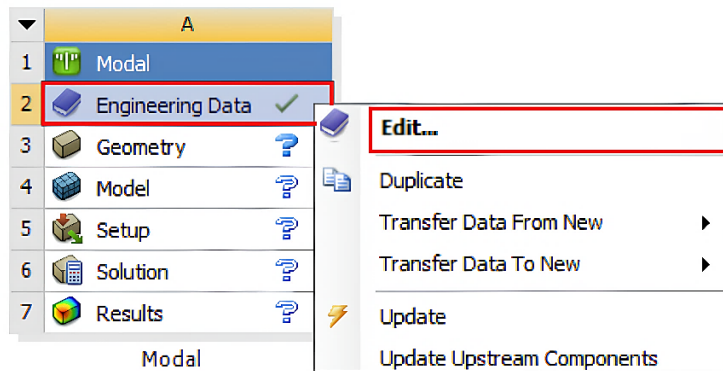 A
1 Modal
2 Engineering Data
3 Geometry
4 Model
5 Setup
6 Solution
7 Results
Modal
Edit...
Duplicate
Transfer Data From New
Transfer Data To New
Update
Update Upstream Components